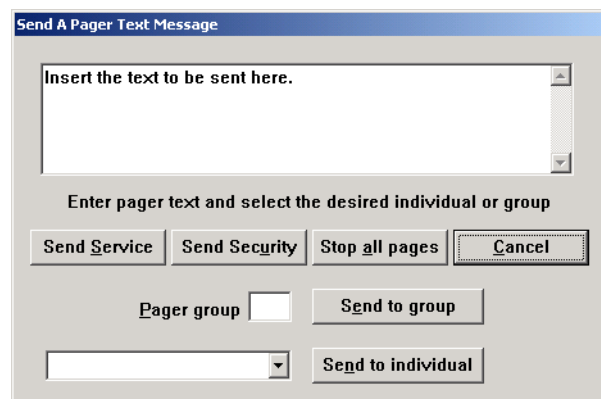 Send A Pager Text Message
Insert the text to be sent here.
Enter pager text and select the desired individual or group
Send Service Send Security Stop all pages Cancel
Pager group Send to group
Send to individual